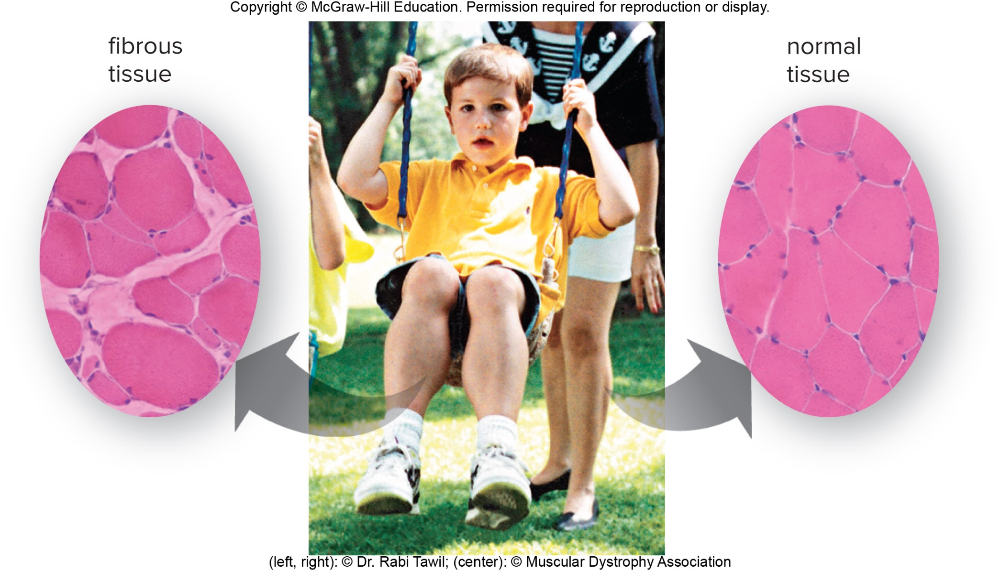 Copyright © McGraw-Hill Education. Permission required for reproduction or display.
fibrous
tissue
normal
tissue
(left, right): © Dr. Rabi Tawil; (center): © Muscular Dystrophy Association